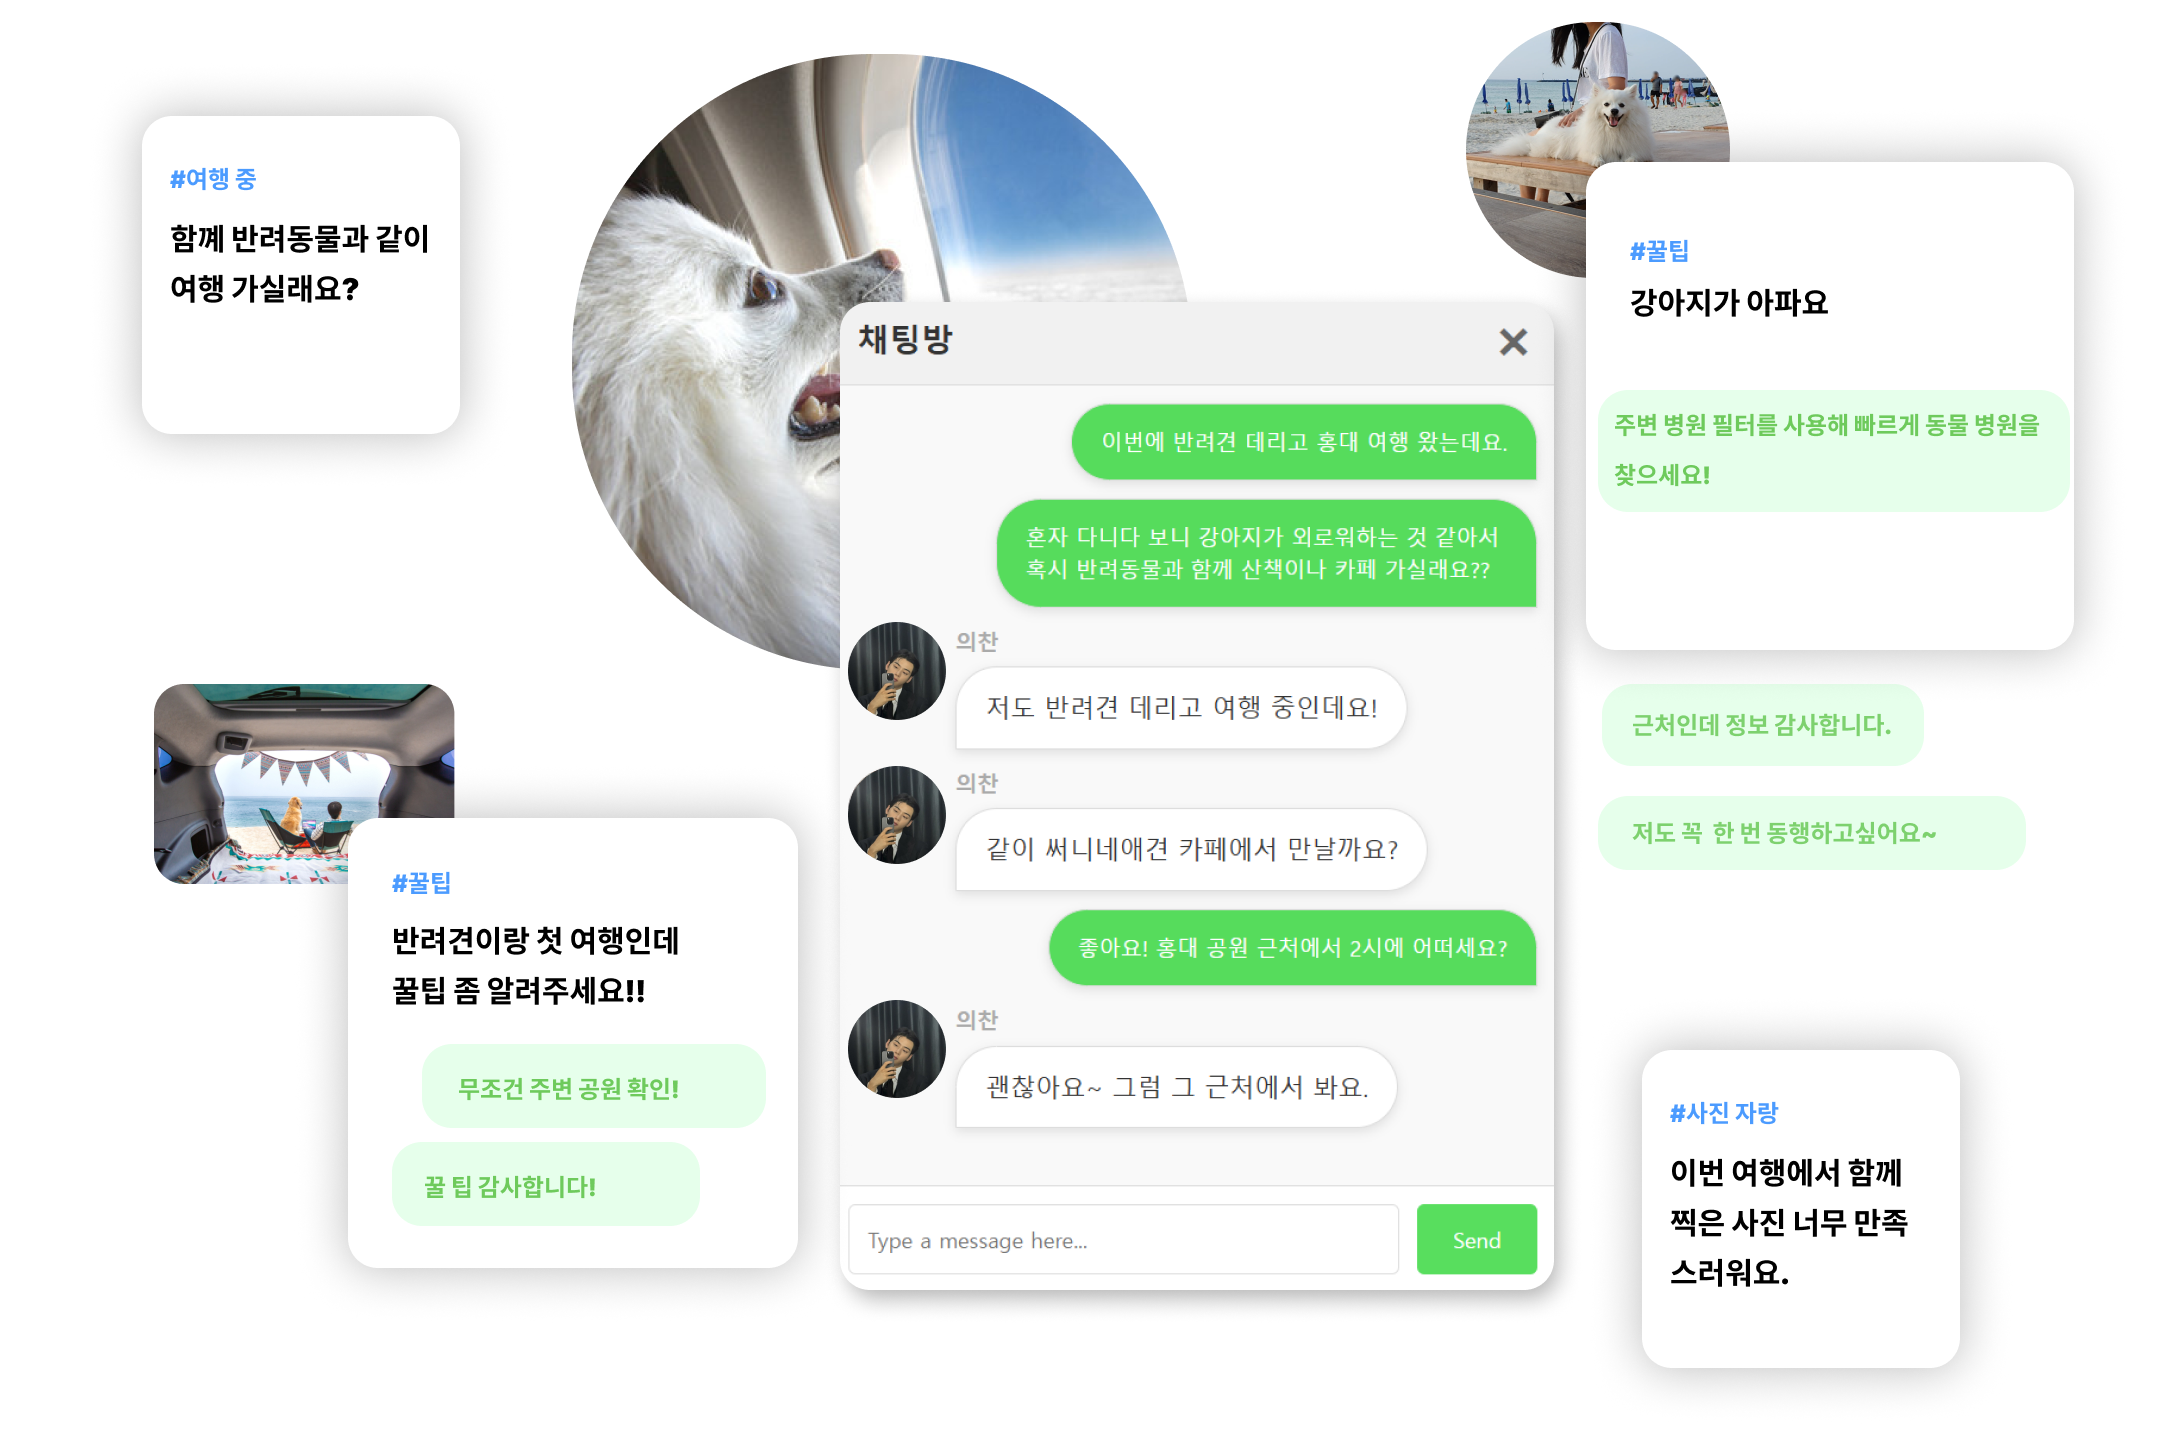 #여행 중
함꼐 반려동물과 같이
여행 가실래요?
채팅방
이번에 반려견 데리고 홍대 여행 왔는데요.
혼자 다니다 보니 강아지가 외로워하는 것 같아서
혹시 반려동물과 함께 산책이나 카페 가실래요??
의찬
저도 반려견 데리고 여행 중인데요!
의찬
같이 써니네애견 카페에서 만날까요?
좋아요! 홍대 공원 근처에서 2시에 어떠세요?
의찬
괜찮아요~ 그럼 그 근처에서 봐요.
Type a message here...
Send
#꿀팁
강아지가 아파요
주변 병원 필터를 사용해 빠르게 동물 병원을
찾으세요!
근처인데 정보 감사합니다.
저도 꼭 한 번 동행하고싶어요~
#꿀팁
반려견이랑 첫 여행인데
꿀팁 좀 알려주세요!!
무조건 주변 공원 확인!
꿀 팁 감사합니다!
#사진 자랑
이번 여행에서 함께
찍은 사진 너무 만족
스러워요.